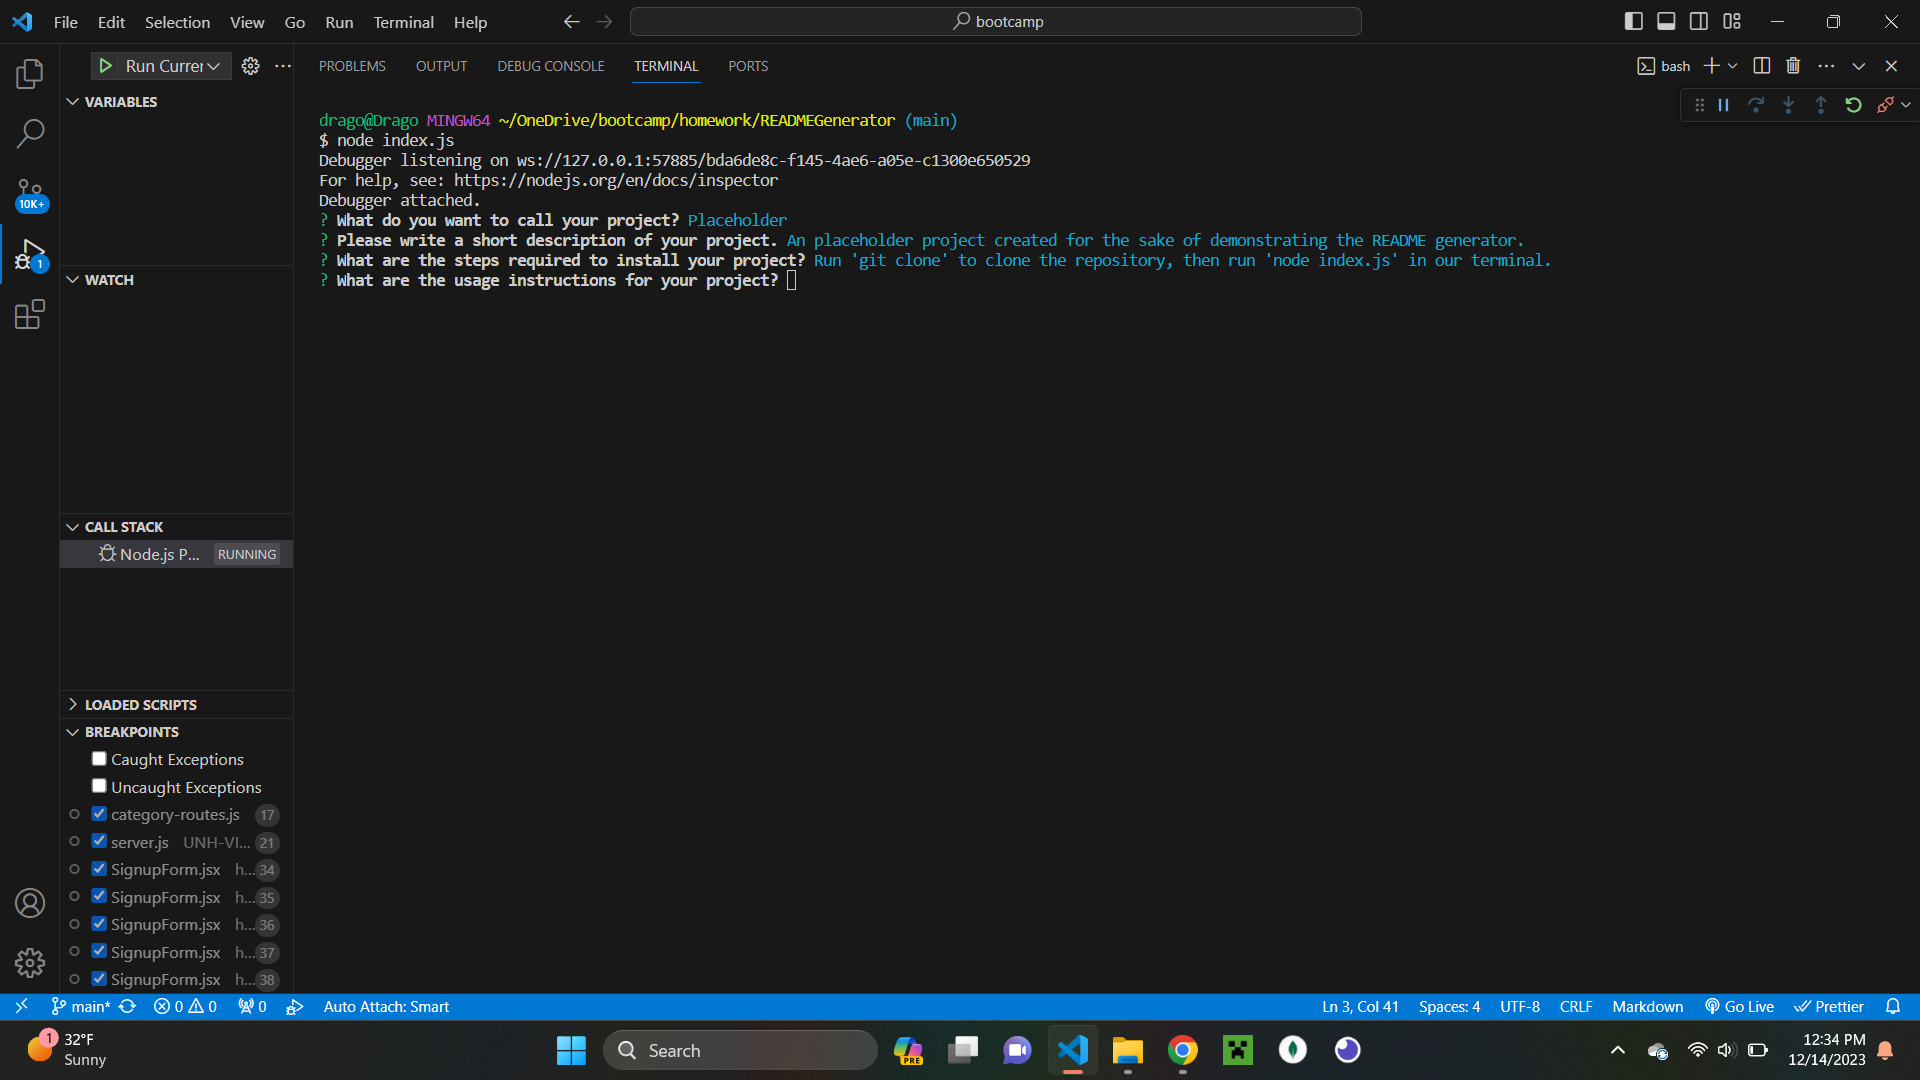 File Edit Selection View Go Run Terminal Help
bootcamp
Run Currer
PROBLEMS OUTPUT DEBUG CONSOLE TERMINAL PORTS
bash
VARIABLES
drago@Drago MINGW64 ~/OneDrive/bootcamp/homework/READMEGenerator (main)
$ node index.js
Debugger listening on ws://127.0.0.1:57885/bda6de8c-f145-4ae6-a05e-c1300e650529
For help, see: https://nodejs.org/en/docs/inspector
Debugger attached.
? What do you want to call your project? Placeholder
? Please write a short description of your project. An placeholder project created for the sake of demonstrating the README generator.
? What are the steps required to install your project? Run 'git clone' to clone the repository, then run 'node index.js' in our terminal.
? What are the usage instructions for your project?
10K+
1
WATCH
CALL STACK
Node.js P... RUNNING
LOADED SCRIPTS
BREAKPOINTS
Caught Exceptions
Uncaught Exceptions
category-routes.js 17
server.js UNH-VI... 21
SignupForm.jsx h... 34
SignupForm.jsx h... 35
SignupForm.jsx h... 36
SignupForm.jsx h... 37
SignupForm.jsx h... 38
main* 0 0 0 Auto Attach: Smart Ln 3, Col 41 Spaces: 4 UTF-8 CRLF Markdown Go Live Prettier
1
32°F
Sunny
Search
PRE
12:34 PM
12/14/2023